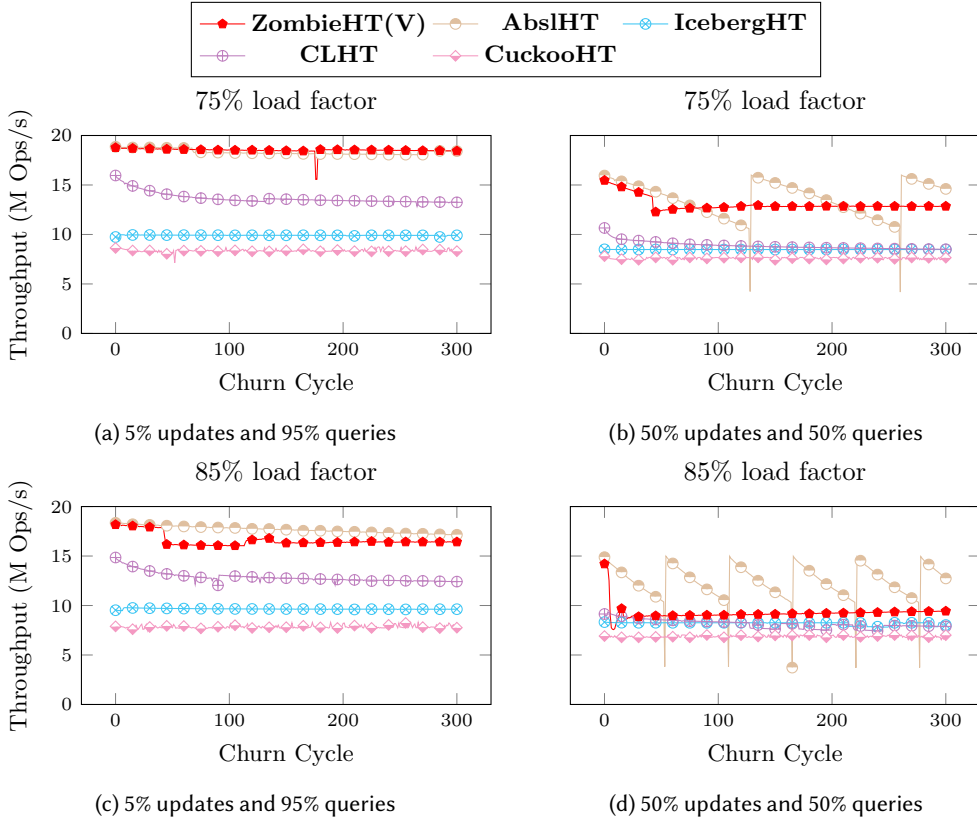 ZombieHT(V) AbslHT IcebergHT
CLHT CuckooHT
75% load factor
Throughput (M Ops/s)
20
15
10
5
0
0 100 200 300
Churn Cycle
(a) 5% updates and 95% queries
75% load factor
0 100 200 300
Churn Cycle
(b) 50% updates and 50% queries
85% load factor
Throughput (M Ops/s)
20
15
10
5
0
0 100 200 300
Churn Cycle
(c) 5% updates and 95% queries
85% load factor
0 100 200 300
Churn Cycle
(d) 50% updates and 50% queries